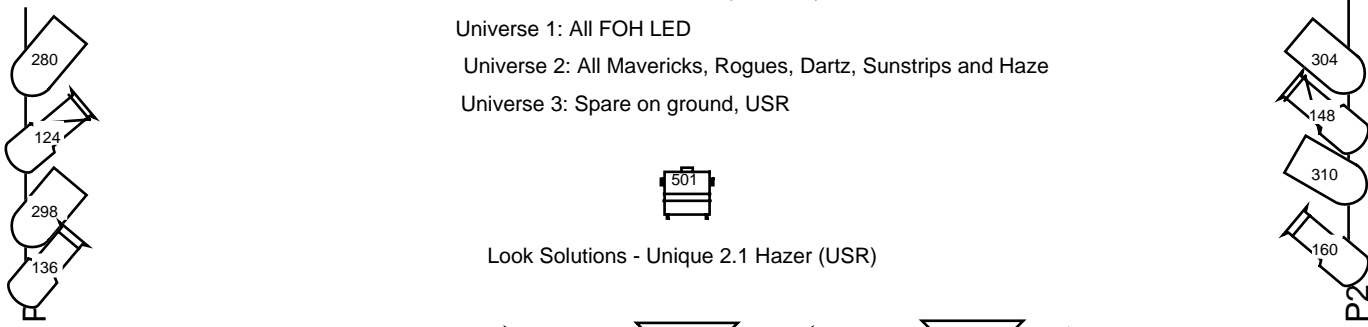 Universe 1: All FOH LED
Universe 2: All Mavericks, Rogues, Dartz, Sunstrips and Haze
Universe 3: Spare on ground, USR
280
304
124
148
501
310
298
Look Solutions - Unique 2.1 Hazer (USR)
160
136
P2